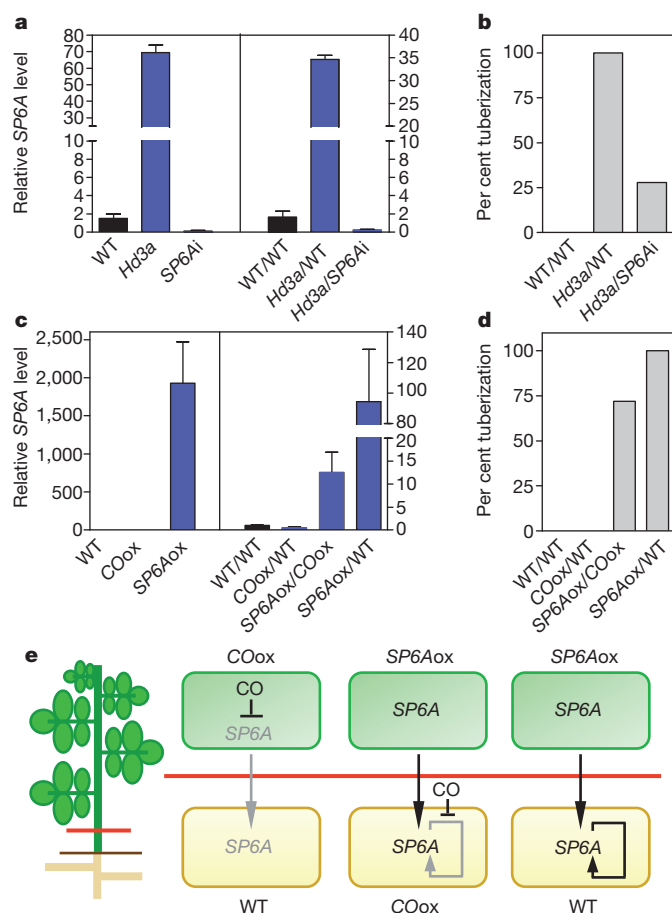 a
Relative SP6A level
80
70
60
50
40
30
20
10
8
6
4
2
0
40
35
30
25
20
10
8
6
4
2
0
WT
Hd3a
SP6Ai
WT/WT
Hd3a/WT
Hd3a/SP6Ai
b
Per cent tuberization
100
75
50
25
0
WT/WT
Hd3a/WT
Hd3a/SP6Ai
c
Relative SP6A level
2,500
2,000
1,500
1,000
500
0
140
120
100
80
20
15
10
5
0
WT
COox
SP6Aox
WT/WT
COox/WT
SP6Aox/COox
SP6Aox/WT
d
Per cent tuberization
100
75
50
25
0
WT/WT
COox/WT
SP6Aox/COox
SP6Aox/WT
e
COox
SP6Aox
SP6Aox
CO
SP6A
SP6A
SP6A
CO
SP6A
SP6A
SP6A
WT
COox
WT